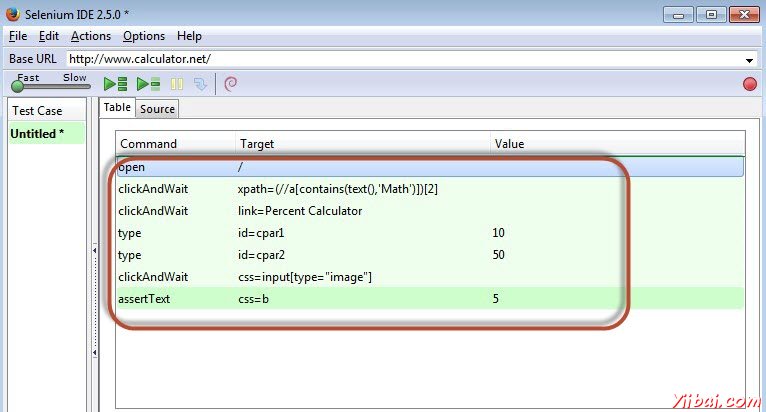 Selenium IDE 2.5.0 *
File Edit Actions Options Help
Base URL http://www.calculator.net/
Fast Slow
Test Case
Untitled *
Table Source
Command Target Value
open /
clickAndWait xpath=(//a[contains(text(),'Math')])[2]
clickAndWait link=Percent Calculator
type id=cpar1 10
type id=cpar2 50
clickAndWait css=input[type="image"]
assertText css=b 5
Yiibai.com